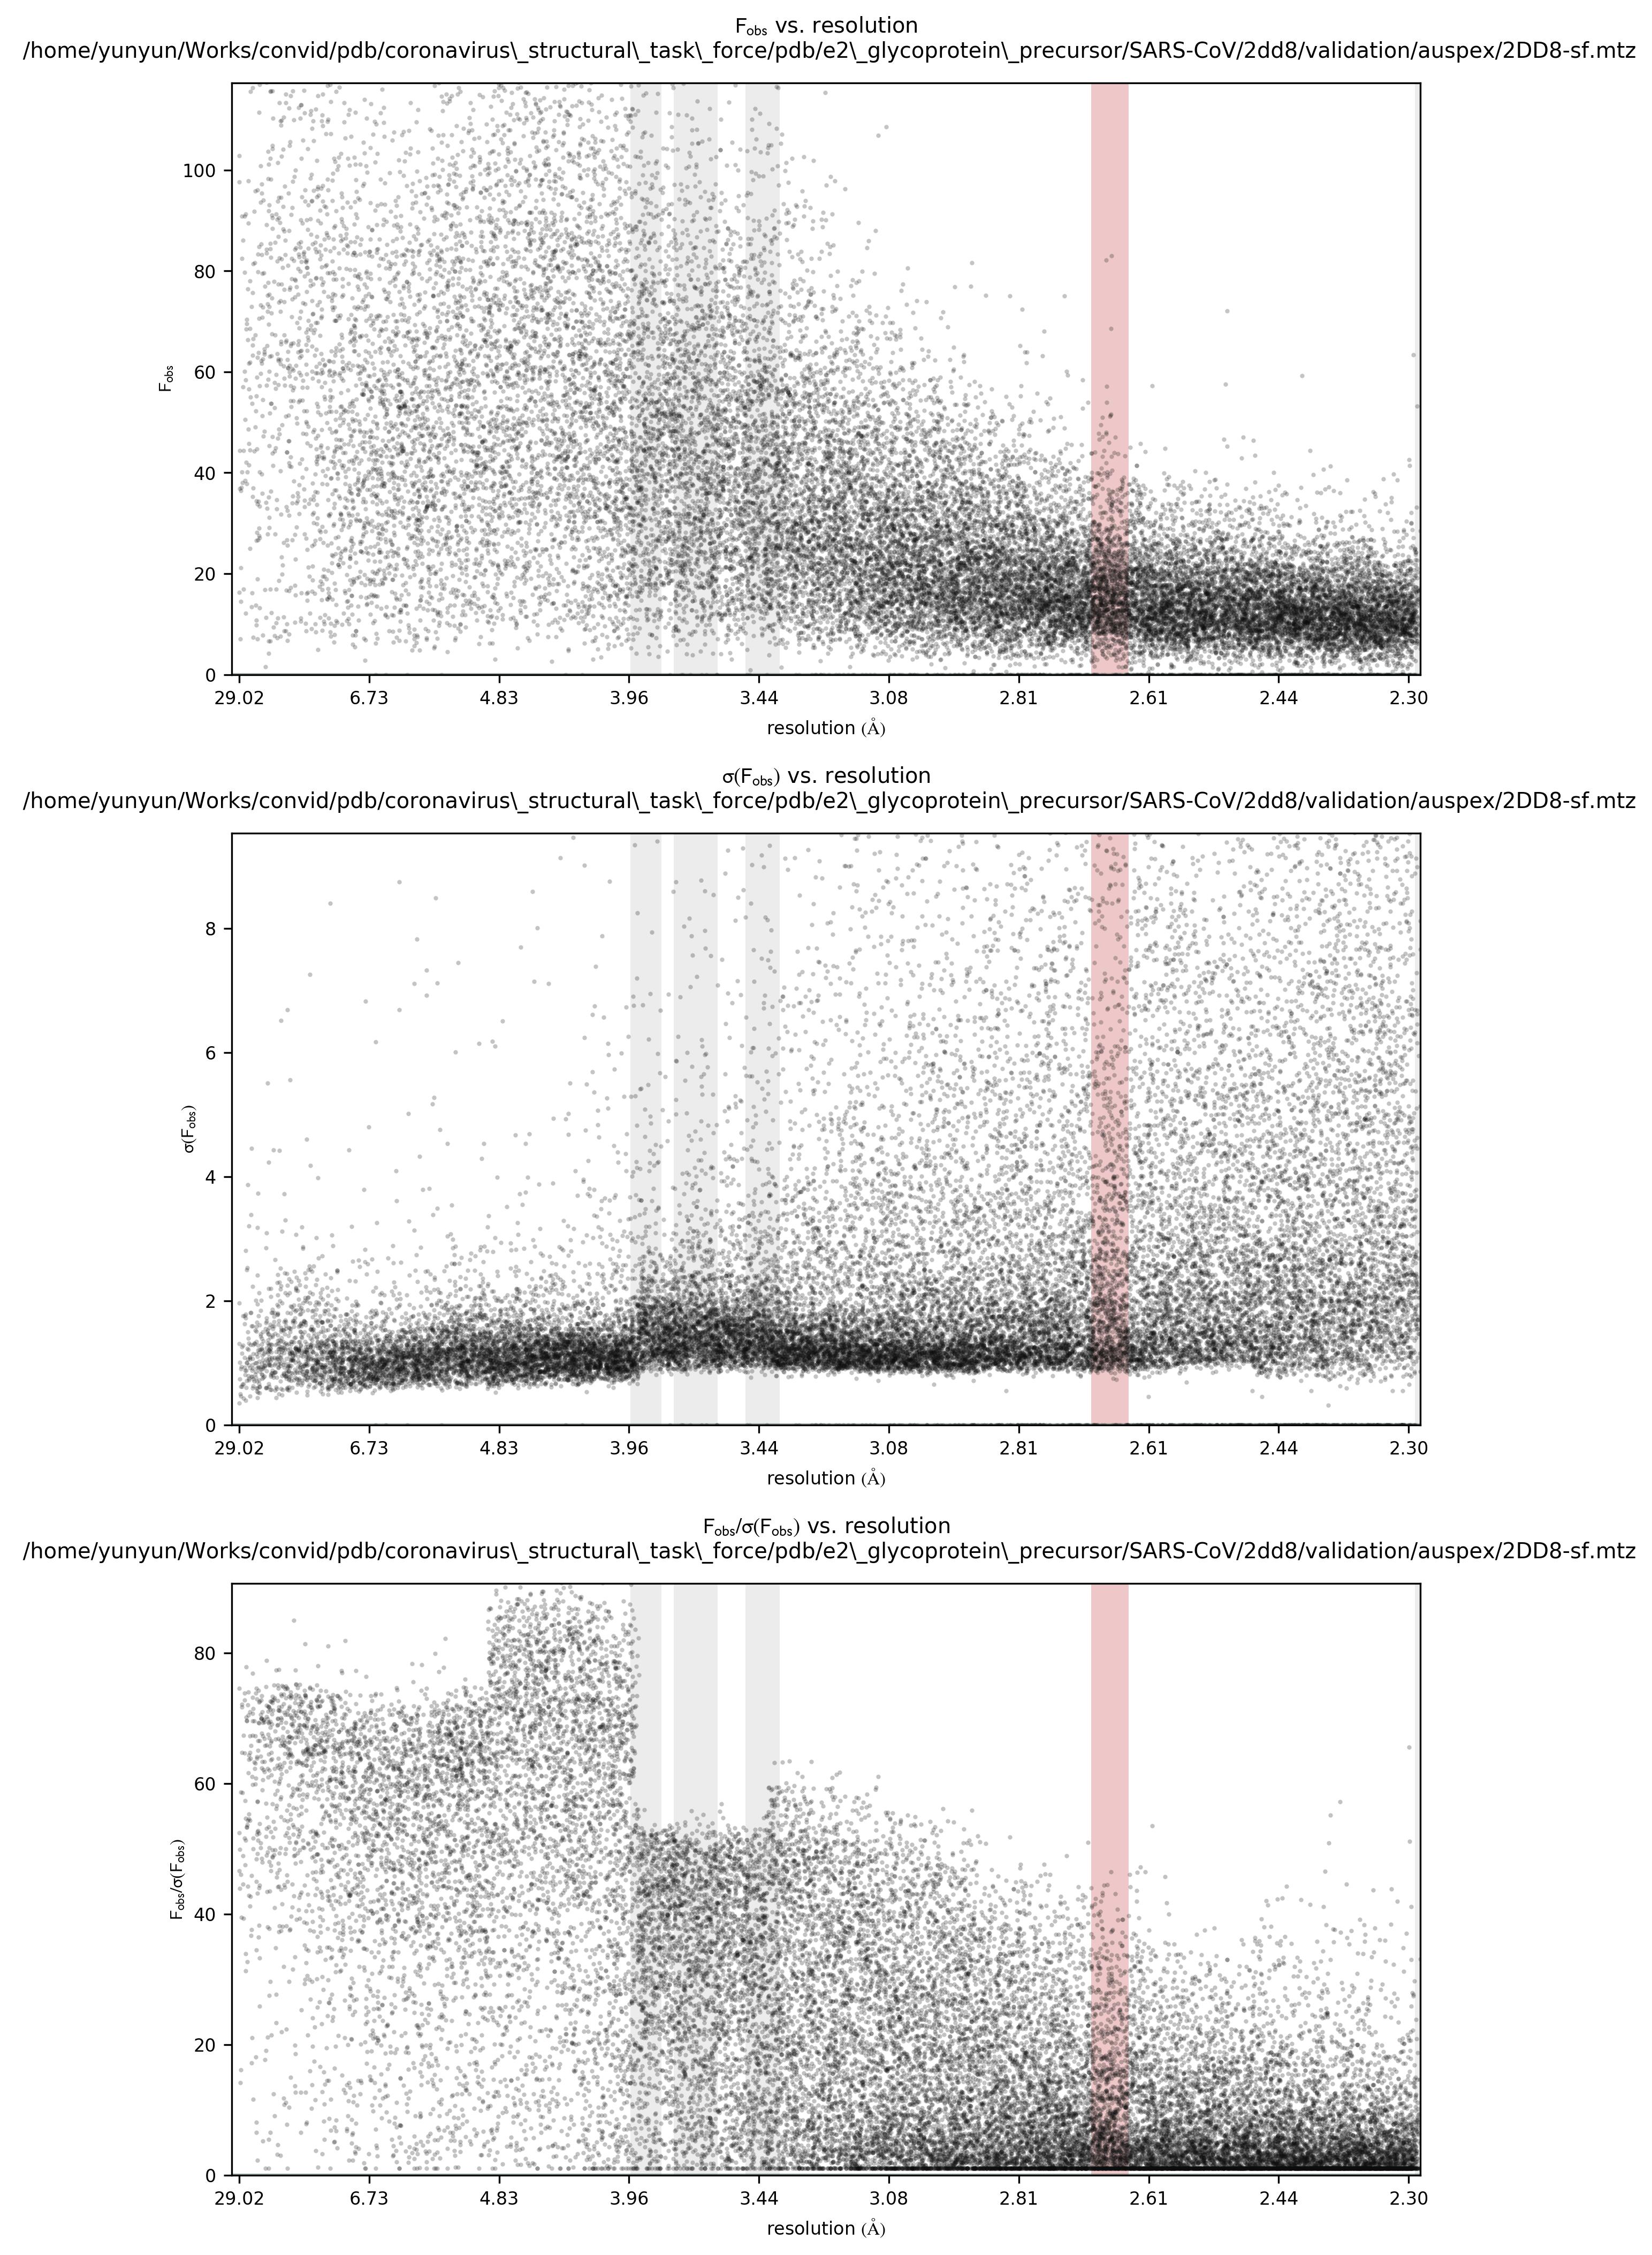 Fobs vs. resolution
/home/yunyun/Works/convid/pdb/coronavirus\_structural\_task\_force/pdb/e2\_glycoprotein\_precursor/SARS-CoV/2dd8/validation/auspex/2DD8-sf.mtz
100
80
60
40
20
0
Fobs
29.02 6.73 4.83 3.96 3.44 3.08 2.81 2.61 2.44 2.30
resolution (Å)
σ(Fobs) vs. resolution
/home/yunyun/Works/convid/pdb/coronavirus\_structural\_task\_force/pdb/e2\_glycoprotein\_precursor/SARS-CoV/2dd8/validation/auspex/2DD8-sf.mtz
8
6
4
2
0
σ(Fobs)
29.02 6.73 4.83 3.96 3.44 3.08 2.81 2.61 2.44 2.30
resolution (Å)
Fobs/σ(Fobs) vs. resolution
/home/yunyun/Works/convid/pdb/coronavirus\_structural\_task\_force/pdb/e2\_glycoprotein\_precursor/SARS-CoV/2dd8/validation/auspex/2DD8-sf.mtz
80
60
40
20
0
Fobs/σ(Fobs)
29.02 6.73 4.83 3.96 3.44 3.08 2.81 2.61 2.44 2.30
resolution (Å)